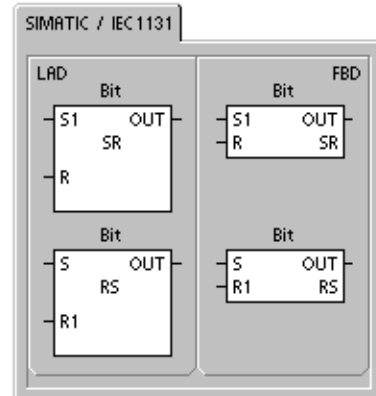 SIMATIC / IEC1131
LAD
Bit
S1 OUT
SR
R
Bit
S OUT
RS
R1
FBD
Bit
S1 OUT
R SR
Bit
S OUT
R1 RS